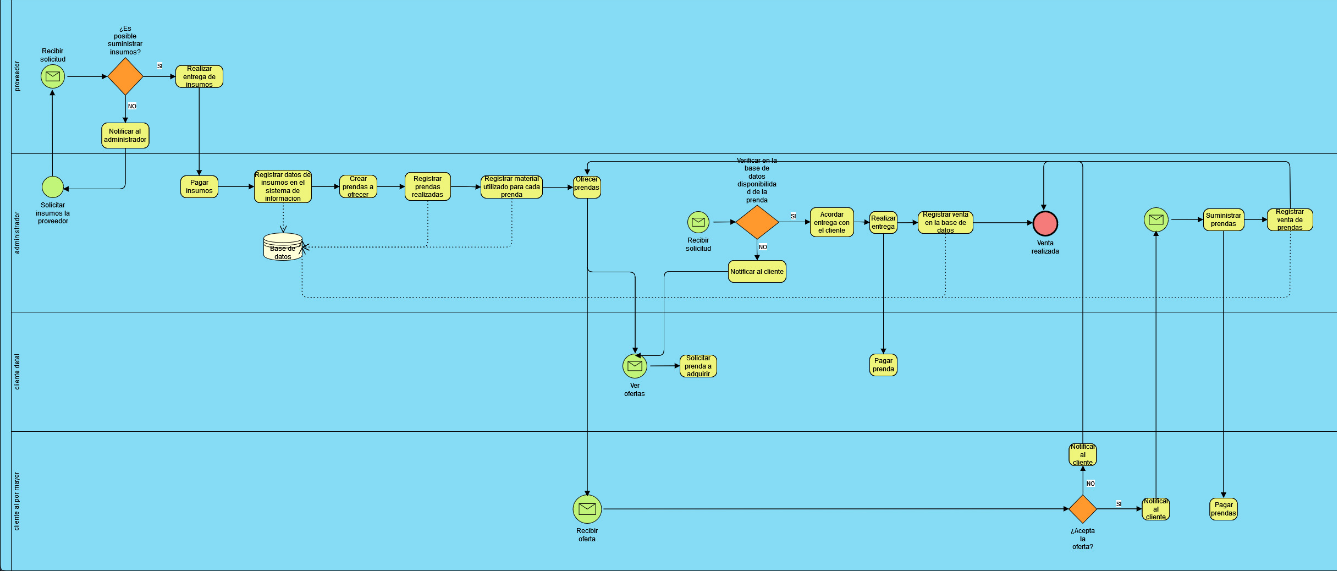 proveedor
Recibir
solicitud
¿Es
posible
suministrar
insumos?
SI
NO
Realizar
entrega de
insumos
Notificar al
administrador
administrador
Solicitar
insumos la
proveedor
Pagar
insumos
Registrar datos de
insumos en el
sistema de
informacion
Base de
datos
Crear
prendas a
ofrecer
Registrar
prendas
realizadas
Registrar material
utilizado para cada
prenda
Ofrecer
prendas
Recibir
solicitud
Verificar en la
base de
datos
disponibilida
d de la
prenda
SI
NO
Notificar al cliente
Acordar
entrega con
el cliente
Realizar
entrega
Registrar venta
en la base de
datos
Venta
realizada
Suministrar
prendas
Registrar
venta de
prendas
cliente datal
Ver
ofertas
Solicitar
prenda a
adquirir
Pagar
prenda
cliente al por mayor
Recibir
oferta
Notificar
al
cliente
NO
¿Acepta
la
oferta?
SI
Notificar
al
cliente
Pagar
prendas